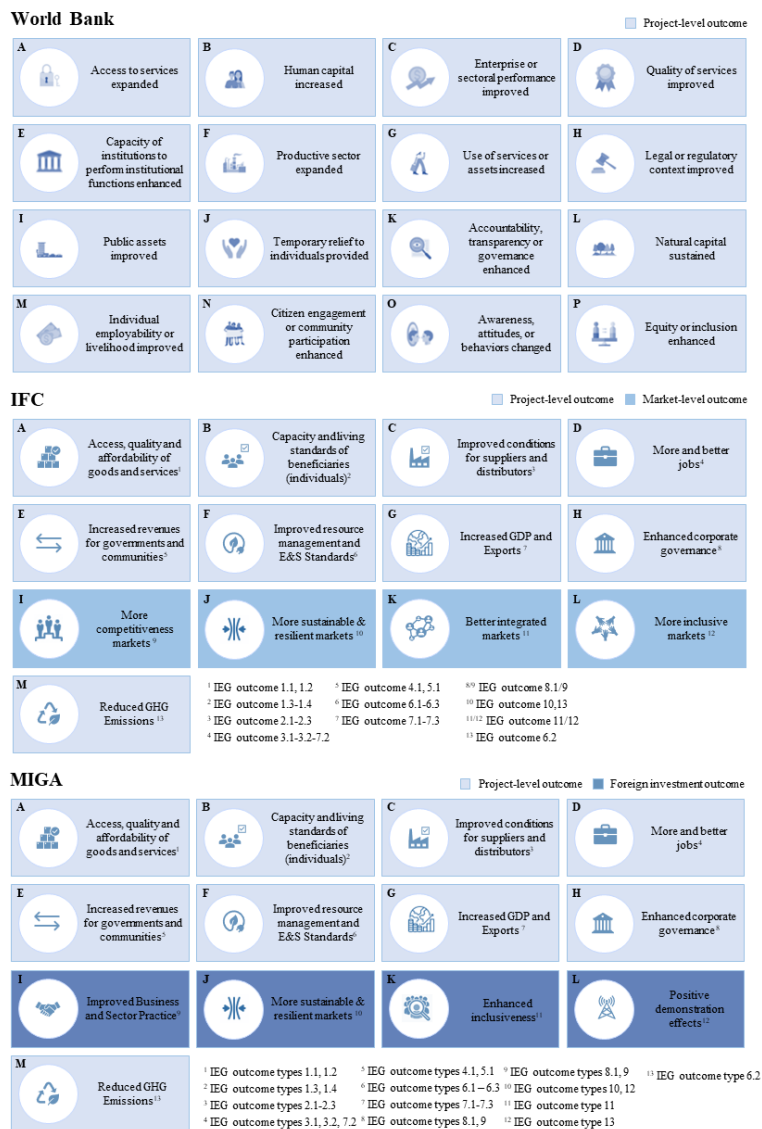 World Bank
Project-level outcome
A
Access to services
expanded
B
Human capital
increased
C
Enterprise or
sectoral performance
improved
D
Quality of services
improved
E
Capacity of
institutions to
perform institutional
functions enhanced
F
Productive sector
expanded
G
Use of services or
assets increased
H
Legal or regulatory
context improved
I
Public assets
improved
J
Temporary relief to
individuals provided
K
Accountability,
transparency or
governance
enhanced
L
Natural capital
sustained
M
Individual
employability or
livelihood improved
N
Citizen engagement
or community
participation
enhanced
O
Awareness,
attitudes, or
behaviors changed
P
Equity or inclusion
enhanced
IFC
Project-level outcome
Market-level outcome
A
Access, quality and
affordability of
goods and services¹
B
Capacity and living
standards of
beneficiaries
(individuals)²
C
Improved conditions
for suppliers and
distributors³
D
More and better
jobs⁴
E
Increased revenues
for governments and
communities⁵
F
Improved resource
management and
E&S Standards⁶
G
Increased GDP and
Exports ⁷
H
Enhanced corporate
governance⁸
I
More
competitiveness
markets ⁹
J
More sustainable &
resilient markets ¹⁰
K
Better integrated
markets ¹¹
L
More inclusive
markets ¹²
M
Reduced GHG
Emissions ¹³
¹ IEG outcome 1.1, 1.2
² IEG outcome 1.3-1.4
³ IEG outcome 2.1-2.3
⁴ IEG outcome 3.1-3.2-7.2
⁵ IEG outcome 4.1, 5.1
⁶ IEG outcome 6.1-6.3
⁷ IEG outcome 7.1-7.3
⁸/⁹ IEG outcome 8.1/9
¹⁰ IEG outcome 10,13
¹¹/¹² IEG outcome 11/12
¹³ IEG outcome 6.2
MIGA
Project-level outcome
Foreign investment outcome
A
Access, quality and
affordability of
goods and services¹
B
Capacity and living
standards of
beneficiaries
(individuals)²
C
Improved conditions
for suppliers and
distributors³
D
More and better
jobs⁴
E
Increased revenues
for governments and
communities⁵
F
Improved resource
management and
E&S Standards⁶
G
Increased GDP and
Exports ⁷
H
Enhanced corporate
governance⁸
I
Improved Business
and Sector Practice⁹
J
More sustainable &
resilient markets ¹⁰
K
Enhanced
inclusiveness¹¹
L
Positive
demonstration
effects¹²
M
Reduced GHG
Emissions¹³
¹ IEG outcome types 1.1, 1.2
² IEG outcome types 1.3, 1.4
³ IEG outcome types 2.1-2.3
⁴ IEG outcome types 3.1, 3.2, 7.2
⁵ IEG outcome types 4.1, 5.1
⁶ IEG outcome types 6.1–6.3
⁷ IEG outcome types 7.1-7.3
⁸ IEG outcome types 8.1, 9
⁹ IEG outcome types 8.1, 9
¹⁰ IEG outcome types 10, 12
¹¹ IEG outcome type 11
¹² IEG outcome type 13
¹³ IEG outcome type 6.2